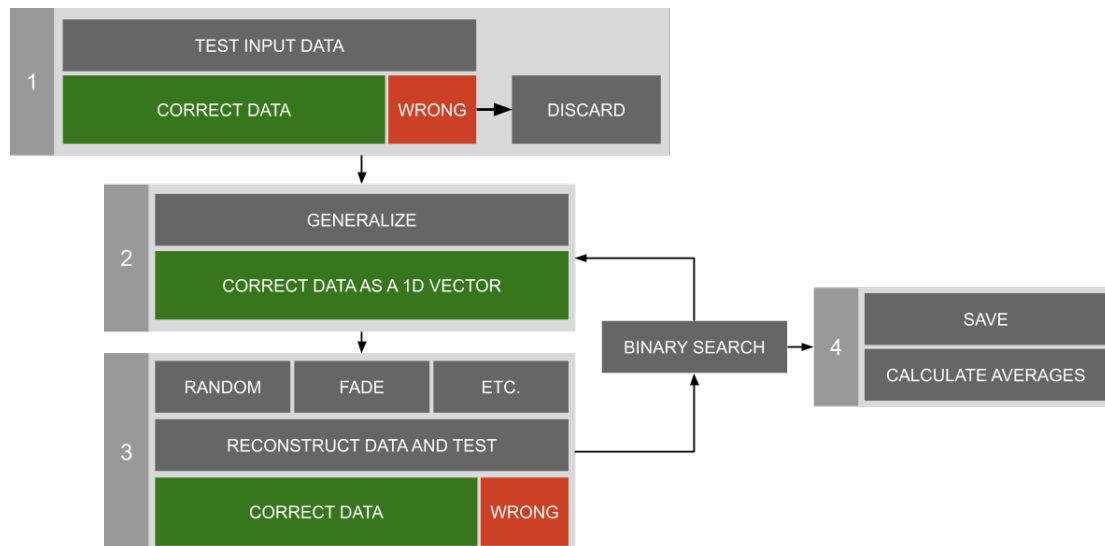 1
TEST INPUT DATA
CORRECT DATA
WRONG
DISCARD
2
GENERALIZE
CORRECT DATA AS A 1D VECTOR
3
RANDOM
FADE
ETC.
RECONSTRUCT DATA AND TEST
CORRECT DATA
WRONG
BINARY SEARCH
4
SAVE
CALCULATE AVERAGES